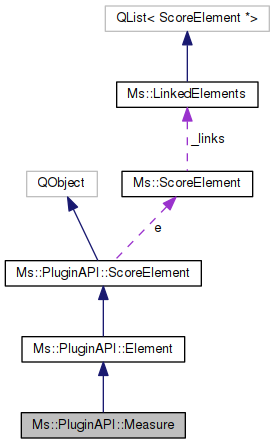 QList< ScoreElement *>
Ms::LinkedElements
_links
QObject
Ms::ScoreElement
e
Ms::PluginAPI::ScoreElement
Ms::PluginAPI::Element
Ms::PluginAPI::Measure